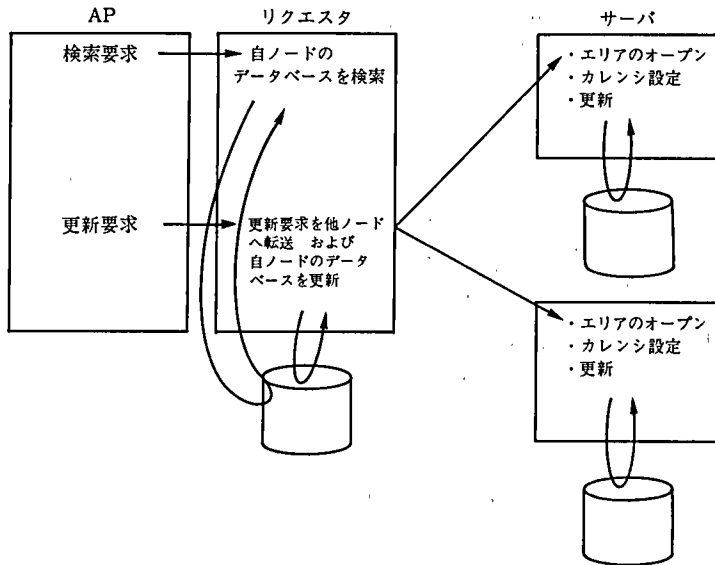 AP
リクエスタ
サーバ
検索要求
自ノードの
データベースを検索
更新要求
更新要求を他ノード
へ転送 および
自ノードのデータ
ベースを更新
・エリアのオープン
・カレンシ設定
・更新
・エリアのオープン
・カレンシ設定
・更新